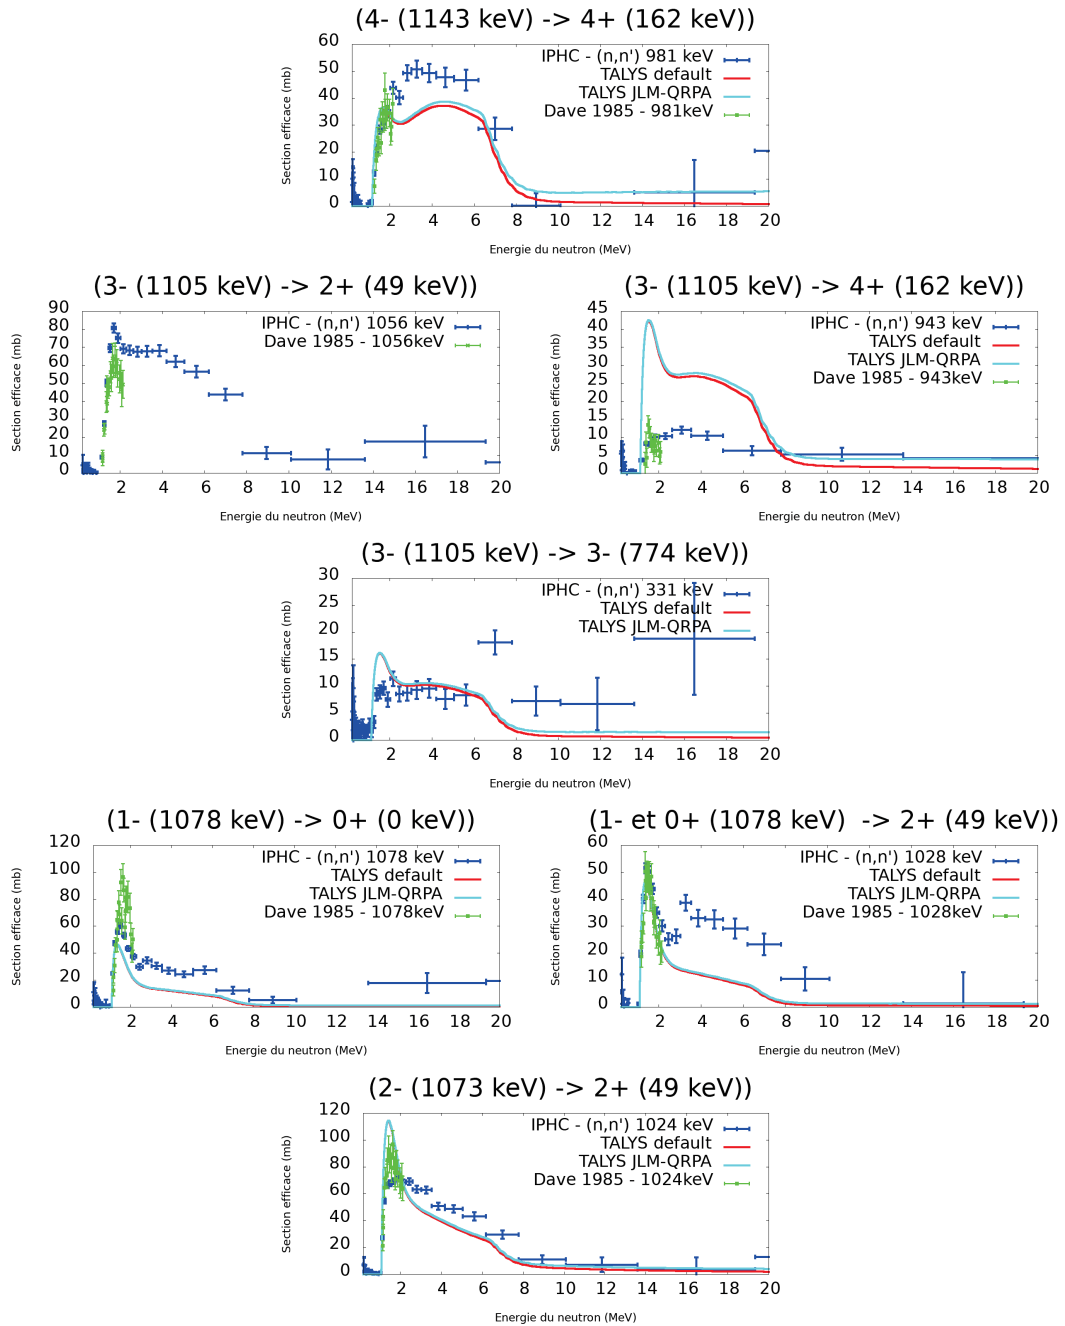 (4- (1143 keV) -> 4+ (162 keV))
60
50
40
30
20
10
0
Section efficace (mb)
IPHC - (n,n') 981 keV
TALYS default
TALYS JLM-QRPA
Dave 1985 - 981keV
2 4 6 8 10 12 14 16 18 20
Energie du neutron (MeV)
(3- (1105 keV) -> 2+ (49 keV))
90
80
70
60
50
40
30
20
10
0
Section efficace (mb)
IPHC - (n,n') 1056 keV
Dave 1985 - 1056keV
2 4 6 8 10 12 14 16 18 20
Energie du neutron (MeV)
(3- (1105 keV) -> 4+ (162 keV))
45
40
35
30
25
20
15
10
5
0
Section efficace (mb)
IPHC - (n,n') 943 keV
TALYS default
TALYS JLM-QRPA
Dave 1985 - 943keV
2 4 6 8 10 12 14 16 18 20
Energie du neutron (MeV)
(3- (1105 keV) -> 3- (774 keV))
30
25
20
15
10
5
0
Section efficace (mb)
IPHC - (n,n') 331 keV
TALYS default
TALYS JLM-QRPA
2 4 6 8 10 12 14 16 18 20
Energie du neutron (MeV)
(1- (1078 keV) -> 0+ (0 keV))
120
100
80
60
40
20
0
Section efficace (mb)
IPHC - (n,n') 1078 keV
TALYS default
TALYS JLM-QRPA
Dave 1985 - 1078keV
2 4 6 8 10 12 14 16 18 20
Energie du neutron (MeV)
(1- et 0+ (1078 keV) -> 2+ (49 keV))
60
50
40
30
20
10
0
Section efficace (mb)
IPHC - (n,n') 1028 keV
TALYS default
TALYS JLM-QRPA
Dave 1985 - 1028keV
2 4 6 8 10 12 14 16 18 20
Energie du neutron (MeV)
(2- (1073 keV) -> 2+ (49 keV))
120
100
80
60
40
20
0
Section efficace (mb)
IPHC - (n,n') 1024 keV
TALYS default
TALYS JLM-QRPA
Dave 1985 - 1024keV
2 4 6 8 10 12 14 16 18 20
Energie du neutron (MeV)